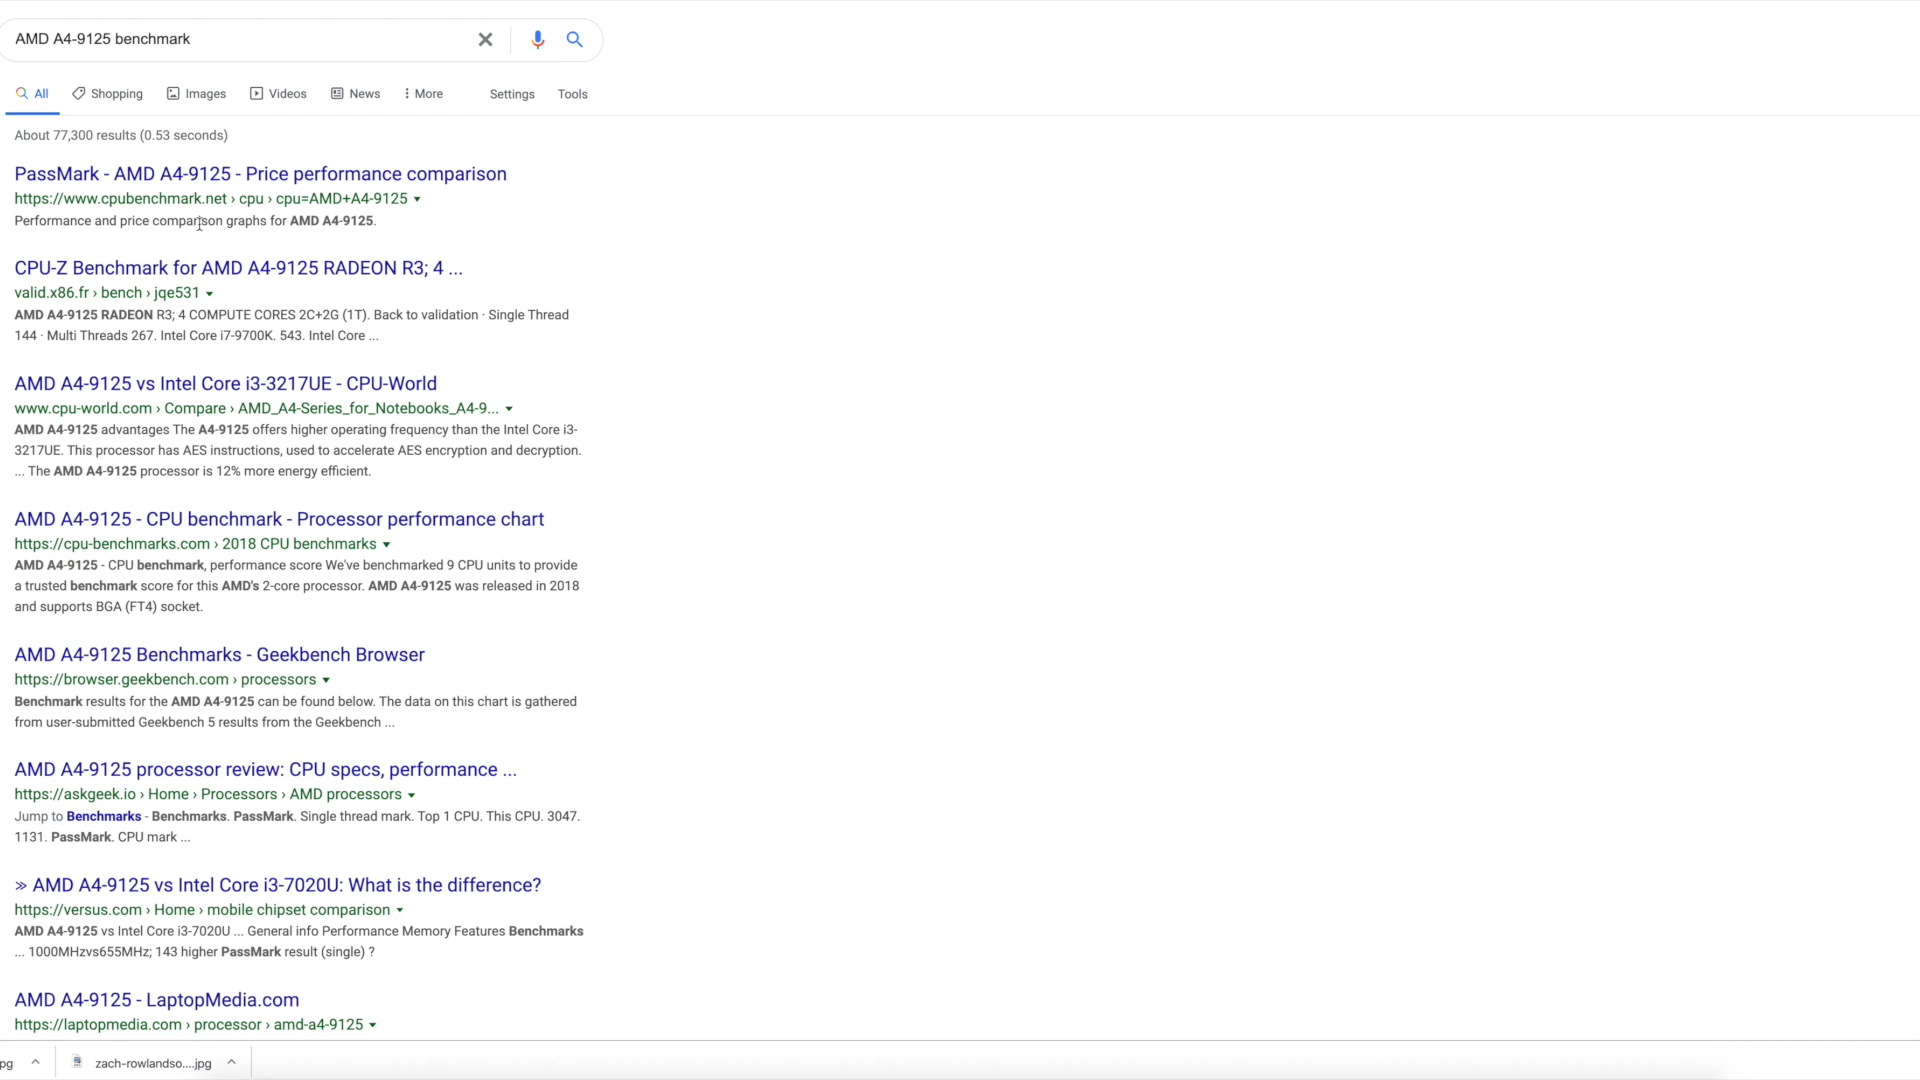 AMD A4-9125 benchmark
All Shopping Images Videos News More Settings Tools
About 77,300 results (0.53 seconds)
PassMark - AMD A4-9125 - Price performance comparison
https://www.cpubenchmark.net › cpu › cpu=AMD+A4-9125
Performance and price comparison graphs for AMD A4-9125.
CPU-Z Benchmark for AMD A4-9125 RADEON R3; 4 ...
valid.x86.fr › bench › jqe531
AMD A4-9125 RADEON R3; 4 COMPUTE CORES 2C+2G (1T). Back to validation · Single Thread
144 · Multi Threads 267. Intel Core i7-9700K. 543. Intel Core ...
AMD A4-9125 vs Intel Core i3-3217UE - CPU-World
www.cpu-world.com › Compare › AMD_A4-Series_for_Notebooks_A4-9...
AMD A4-9125 advantages The A4-9125 offers higher operating frequency than the Intel Core i3-
3217UE. This processor has AES instructions, used to accelerate AES encryption and decryption.
... The AMD A4-9125 processor is 12% more energy efficient.
AMD A4-9125 - CPU benchmark - Processor performance chart
https://cpu-benchmarks.com › 2018 CPU benchmarks
AMD A4-9125 - CPU benchmark, performance score We've benchmarked 9 CPU units to provide
a trusted benchmark score for this AMD's 2-core processor. AMD A4-9125 was released in 2018
and supports BGA (FT4) socket.
AMD A4-9125 Benchmarks - Geekbench Browser
https://browser.geekbench.com › processors
Benchmark results for the AMD A4-9125 can be found below. The data on this chart is gathered
from user-submitted Geekbench 5 results from the Geekbench ...
AMD A4-9125 processor review: CPU specs, performance ...
https://askgeek.io › Home › Processors › AMD processors
Jump to Benchmarks - Benchmarks. PassMark. Single thread mark. Top 1 CPU. This CPU. 3047.
1131. PassMark. CPU mark ...
» AMD A4-9125 vs Intel Core i3-7020U: What is the difference?
https://versus.com › Home › mobile chipset comparison
AMD A4-9125 vs Intel Core i3-7020U ... General info Performance Memory Features Benchmarks
... 1000MHzvs655MHz; 143 higher PassMark result (single) ?
AMD A4-9125 - LaptopMedia.com
https://laptopmedia.com › processor › amd-a4-9125
pg zach-rowlandso....jpg